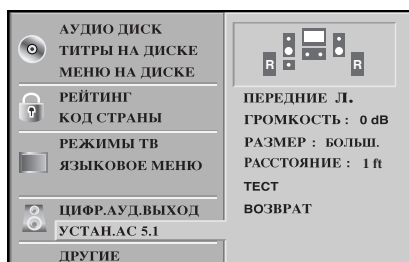 АУДИО ДИСК
ТИТРЫ НА ДИСКЕ
МЕНЮ НА ДИСКЕ
РЕЙТИНГ
КОД СТРАНЫ
РЕЖИМЫ ТВ
ЯЗЫКОВОЕ МЕНЮ
ЦИФР.АУД.ВЫХОД
УСТАН.АС 5.1
ДРУГИЕ
R R
ПЕРЕДНИЕ Л.
ГРОМКОСТЬ : 0 dB
РАЗМЕР : БОЛЬШ.
РАССТОЯНИЕ : 1 ft
ТЕСТ
ВОЗВРАТ